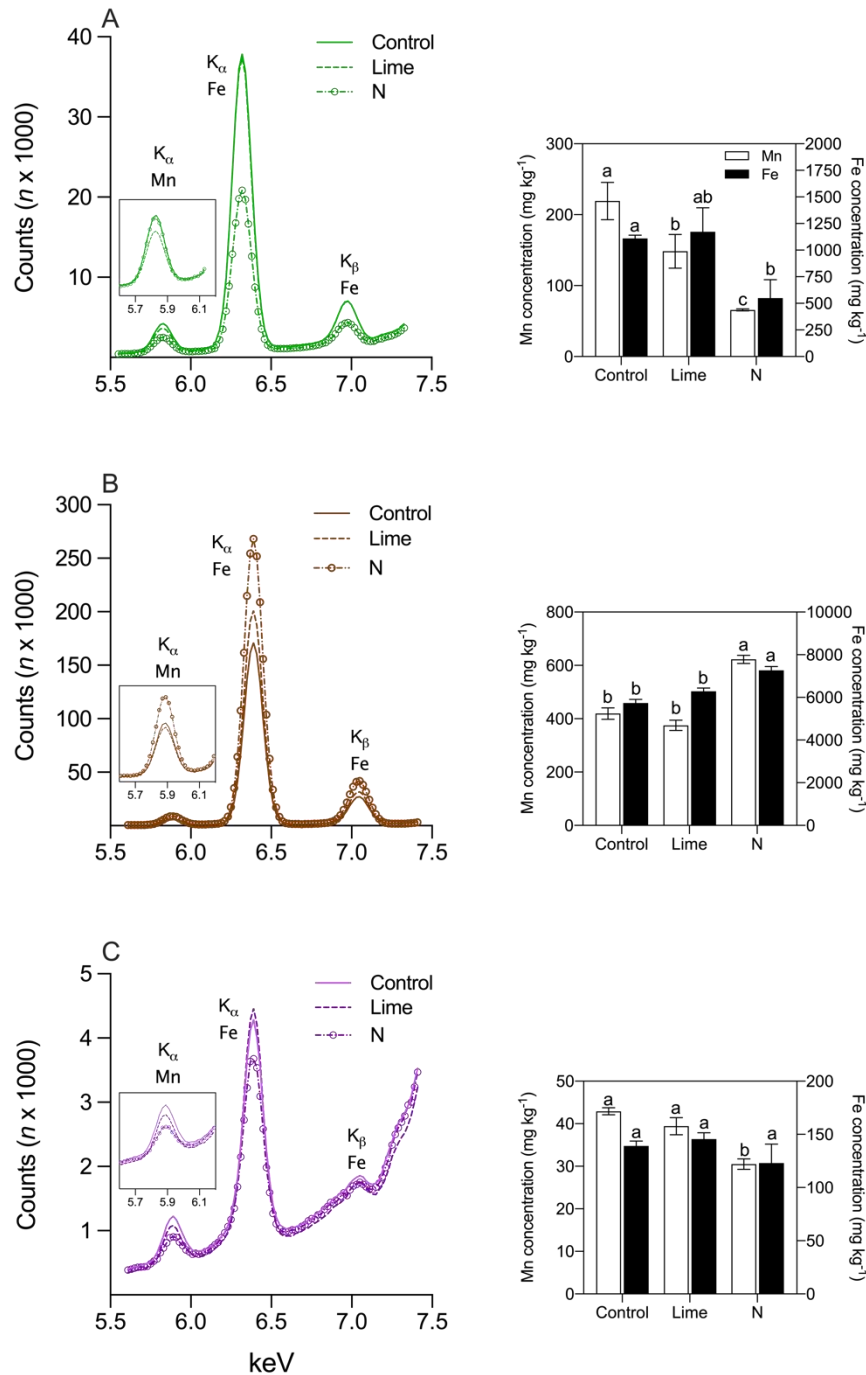 A
Counts (n x 1000)
40
30
20
10
5.5 6.0 6.5 7.0 7.5
Kα
Mn
Kα
Fe
Kβ
Fe
Control
Lime
N
5.7 5.9 6.1
Mn concentration (mg kg-1)
300
200
100
0
a a
b ab
c b
Mn
Fe
2000
1750
1500
1250
1000
750
500
250
0
Fe concentration (mg kg-1)
Control Lime N
B
Counts (n x 1000)
300
250
200
150
100
50
5.5 6.0 6.5 7.0 7.5
Kα
Mn
Kα
Fe
Kβ
Fe
Control
Lime
N
5.7 5.9 6.1
Mn concentration (mg kg-1)
800
600
400
200
0
b b
b b
a a
10000
8000
6000
4000
2000
0
Fe concentration (mg kg-1)
Control Lime N
C
Counts (n x 1000)
5
4
3
2
1
5.5 6.0 6.5 7.0 7.5
keV
Kα
Mn
Kα
Fe
Kβ
Fe
Control
Lime
N
5.7 5.9 6.1
Mn concentration (mg kg-1)
50
40
30
20
10
0
a a
a a
b a
200
150
100
50
0
Fe concentration (mg kg-1)
Control Lime N